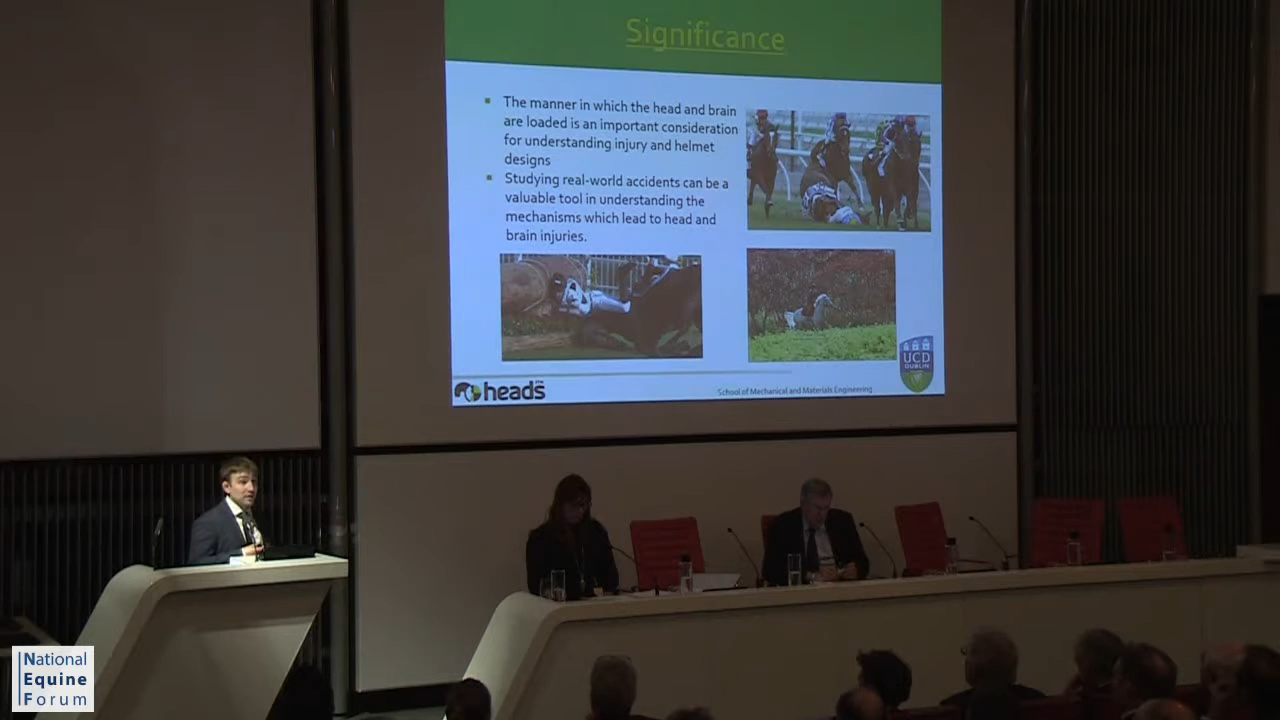 Significance
The manner in which the head and brain
are loaded is an important consideration
for understanding injury and helmet
designs
Studying real-world accidents can be a
valuable tool in understanding the
mechanisms which lead to head and
brain injuries.
UCD
DUBLIN
heads
School of Mechanical and Materials Engineering
National
Equine
Forum